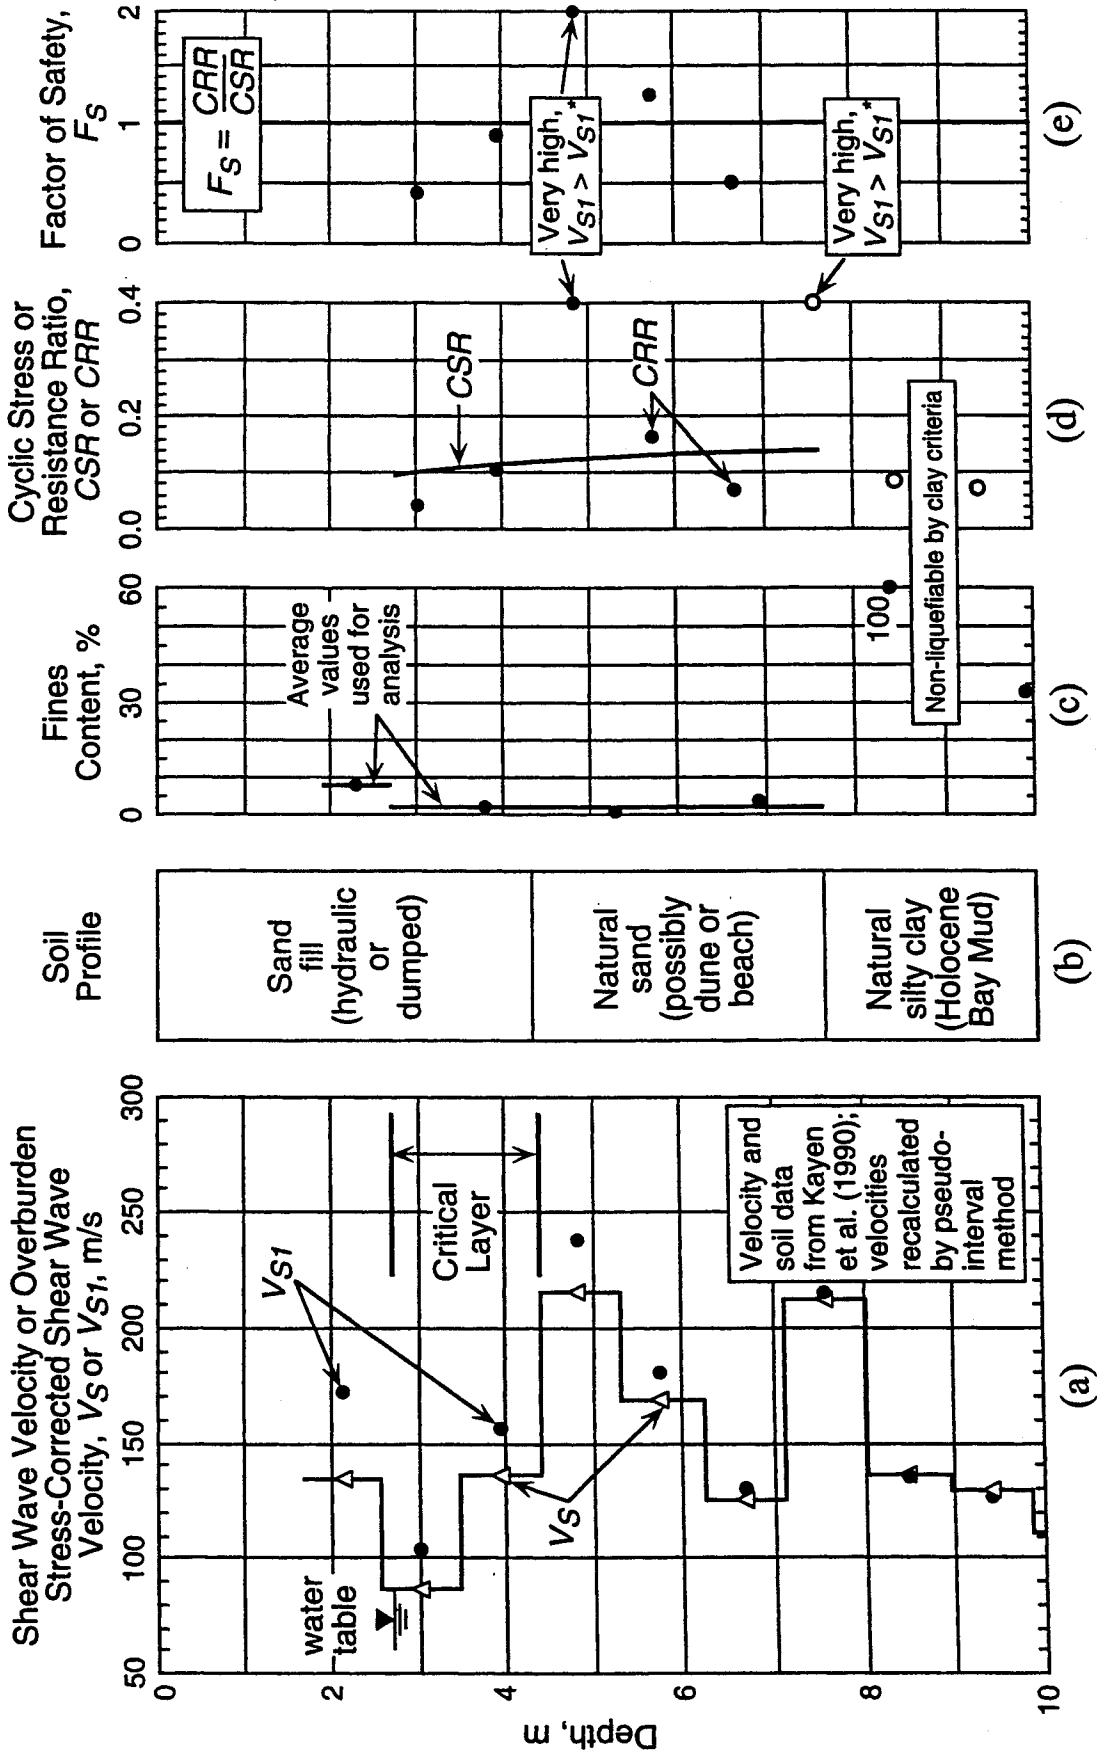 Shear Wave Velocity or Overburden
Stress-Corrected Shear Wave
Velocity, VS or VS1, m/s
50
100
150
200
250
300
0
2
4
6
8
10
Depth, m
water
table
VS1
VS
Critical
Layer
Velocity and
soil data
from Kayen
et al. (1990);
velocities
recalculated
by pseudo-
interval
method
(a)
Soil
Profile
Sand
fill
(hydraulic
or
dumped)
Natural
sand
(possibly
dune or
beach)
Natural
silty clay
(Holocene
Bay Mud)
(b)
Fines
Content, %
0
30
60
Average
values
used for
analysis
100
(c)
Non-liquefiable by clay criteria
Cyclic Stress or
Resistance Ratio,
CSR or CRR
0.0
0.2
0.4
CSR
CRR
(d)
Very high,
VS1 > VS1*
Very high,
VS1 > VS1*
Factor of Safety,
FS
0
1
2
FS = CRR
CSR
(e)